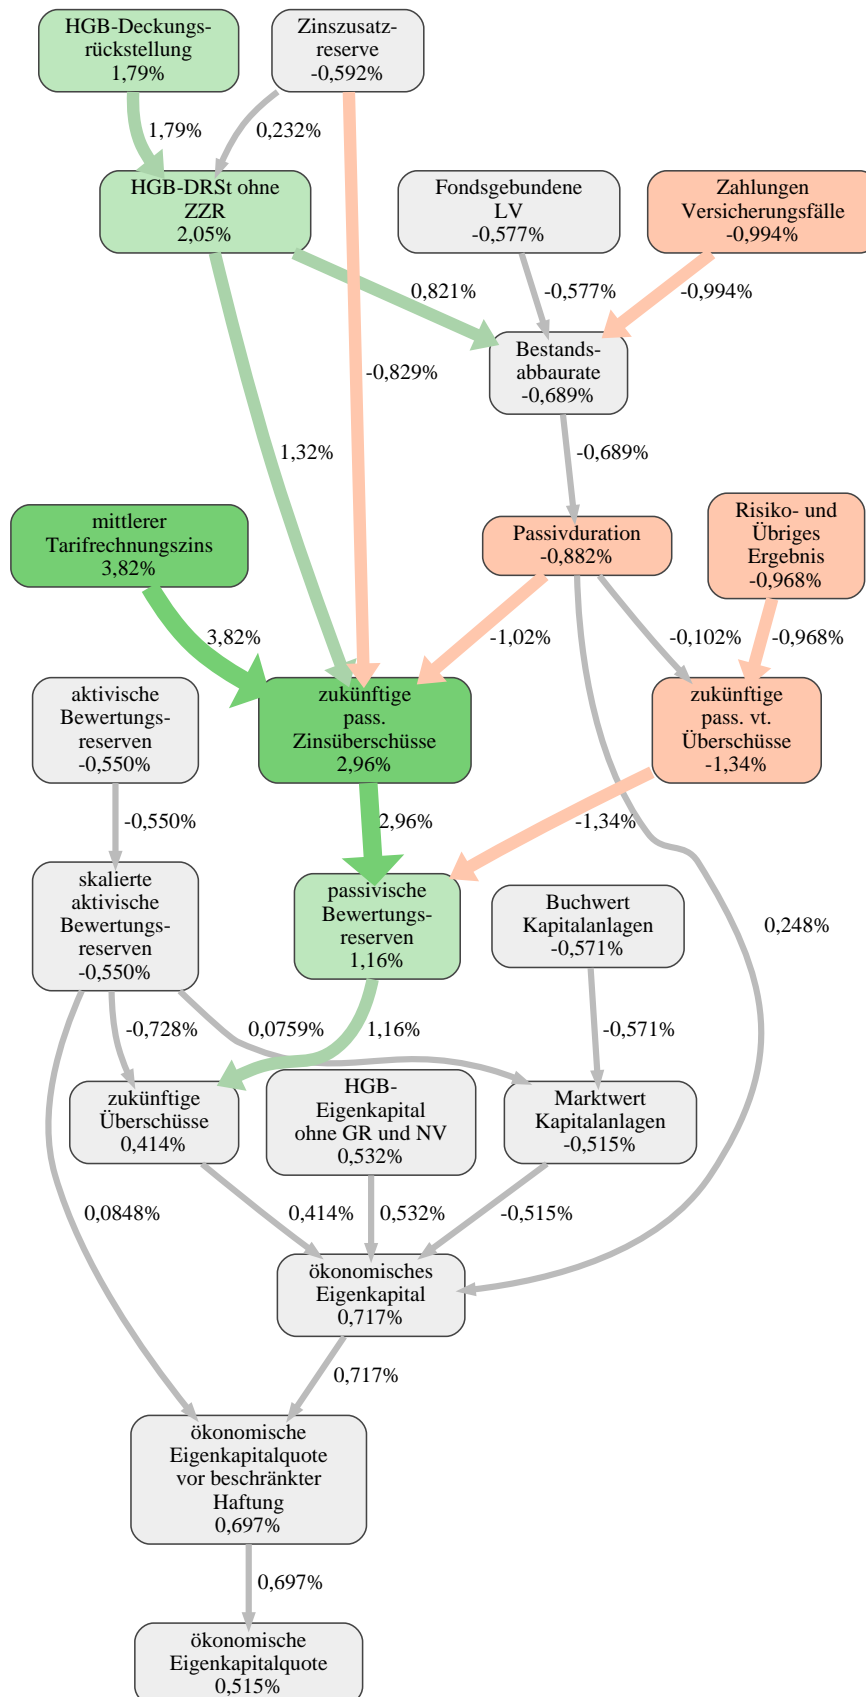 HGB-Deckungs-
rückstellung
1,79%
Zinszusatz-
reserve
-0,592%
1,79%
0,232%
HGB-DRSt ohne
ZZR
2,05%
Fondsgebundene
LV
-0,577%
Zahlungen
Versicherungsfälle
-0,994%
0,821%
-0,577%
-0,994%
Bestands-
abbaurate
-0,689%
-0,829%
1,32%
-0,689%
mittlerer
Tarifrechnungszins
3,82%
Passivduration
-0,882%
Risiko- und
Übriges
Ergebnis
-0,968%
3,82%
-1,02%
-0,102%
-0,968%
aktivische
Bewertungs-
reserven
-0,550%
zukünftige
pass.
Zinsüberschüsse
2,96%
zukünftige
pass. vt.
Überschüsse
-1,34%
-0,550%
2,96%
-1,34%
skalierte
aktivische
Bewertungs-
reserven
-0,550%
passivische
Bewertungs-
reserven
1,16%
Buchwert
Kapitalanlagen
-0,571%
0,248%
-0,728%
0,0759%
1,16%
-0,571%
zukünftige
Überschüsse
0,414%
HGB-
Eigenkapital
ohne GR und NV
0,532%
Marktwert
Kapitalanlagen
-0,515%
0,0848%
0,414%
0,532%
-0,515%
ökonomisches
Eigenkapital
0,717%
0,717%
ökonomische
Eigenkapitalquote
vor beschränkter
Haftung
0,697%
0,697%
ökonomische
Eigenkapitalquote
0,515%